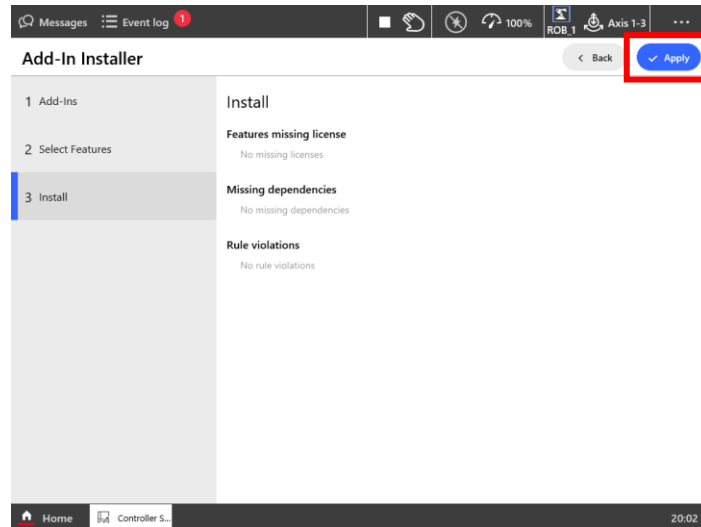 Messages Event log 1 100% ROB_1 Axis 1-3 ...
Add-In Installer Back Apply
1 Add-Ins
2 Select Features
3 Install
Install
Features missing license
No missing licenses
Missing dependencies
No missing dependencies
Rule violations
No rule violations
Home Controller S... 20:02